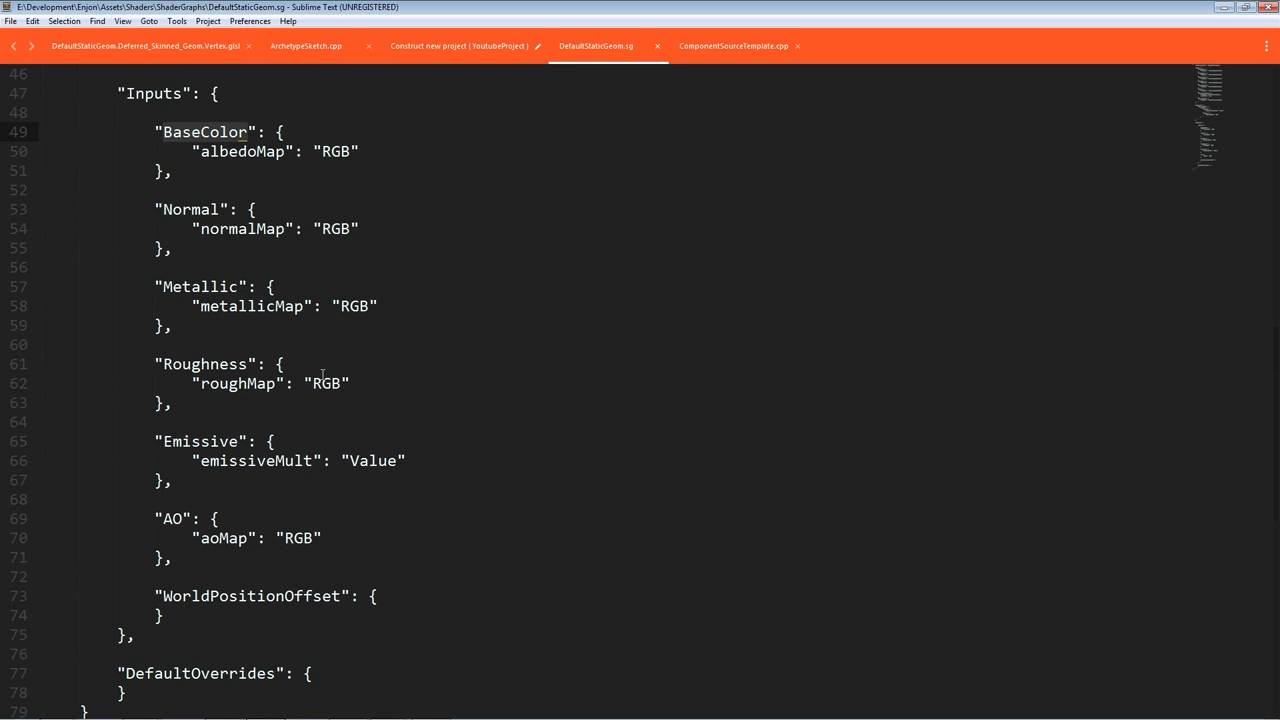 E:\Development\Enjon\Assets\Shaders\ShaderGraphs\DefaultStaticGeom.sg - Sublime Text (UNREGISTERED)
File Edit Selection Find View Goto Tools Project Preferences Help
DefaultStaticGeom.Deferred_Skinned_Geom.Vertex.glsl ArchetypeSketch.cpp Construct new project ( YoutubeProject ) DefaultStaticGeom.sg ComponentSourceTemplate.cpp
46
47 "Inputs": {
48
49 "BaseColor": {
50 "albedoMap": "RGB"
51 },
52
53 "Normal": {
54 "normalMap": "RGB"
55 },
56
57 "Metallic": {
58 "metallicMap": "RGB"
59 },
60
61 "Roughness": {
62 "roughMap": "RGB"
63 },
64
65 "Emissive": {
66 "emissiveMult": "Value"
67 },
68
69 "AO": {
70 "aoMap": "RGB"
71 },
72
73 "WorldPositionOffset": {
74 }
75 },
76
77 "DefaultOverrides": {
78 }
79 }